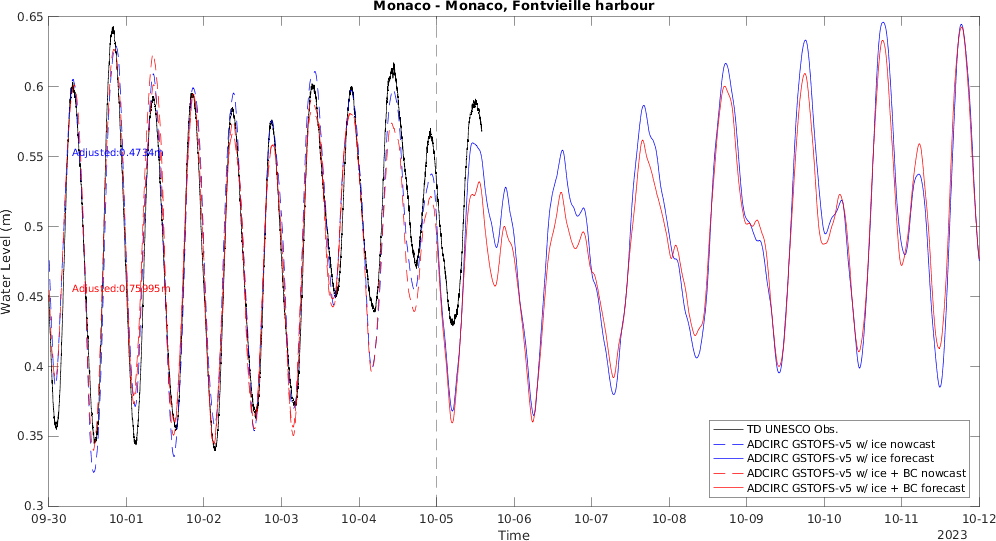 Monaco - Monaco, Fontvieille harbour
Water Level (m)
0.65
0.6
0.55
0.5
0.45
0.4
0.35
0.3
Adjusted:0.4734m
Adjusted:0.75995m
TD UNESCO Obs.
ADCIRC GSTOFS-v5 w/ ice nowcast
ADCIRC GSTOFS-v5 w/ ice forecast
ADCIRC GSTOFS-v5 w/ ice + BC nowcast
ADCIRC GSTOFS-v5 w/ ice + BC forecast
09-30 10-01 10-02 10-03 10-04 10-05 10-06 10-07 10-08 10-09 10-10 10-11 10-12
Time
2023